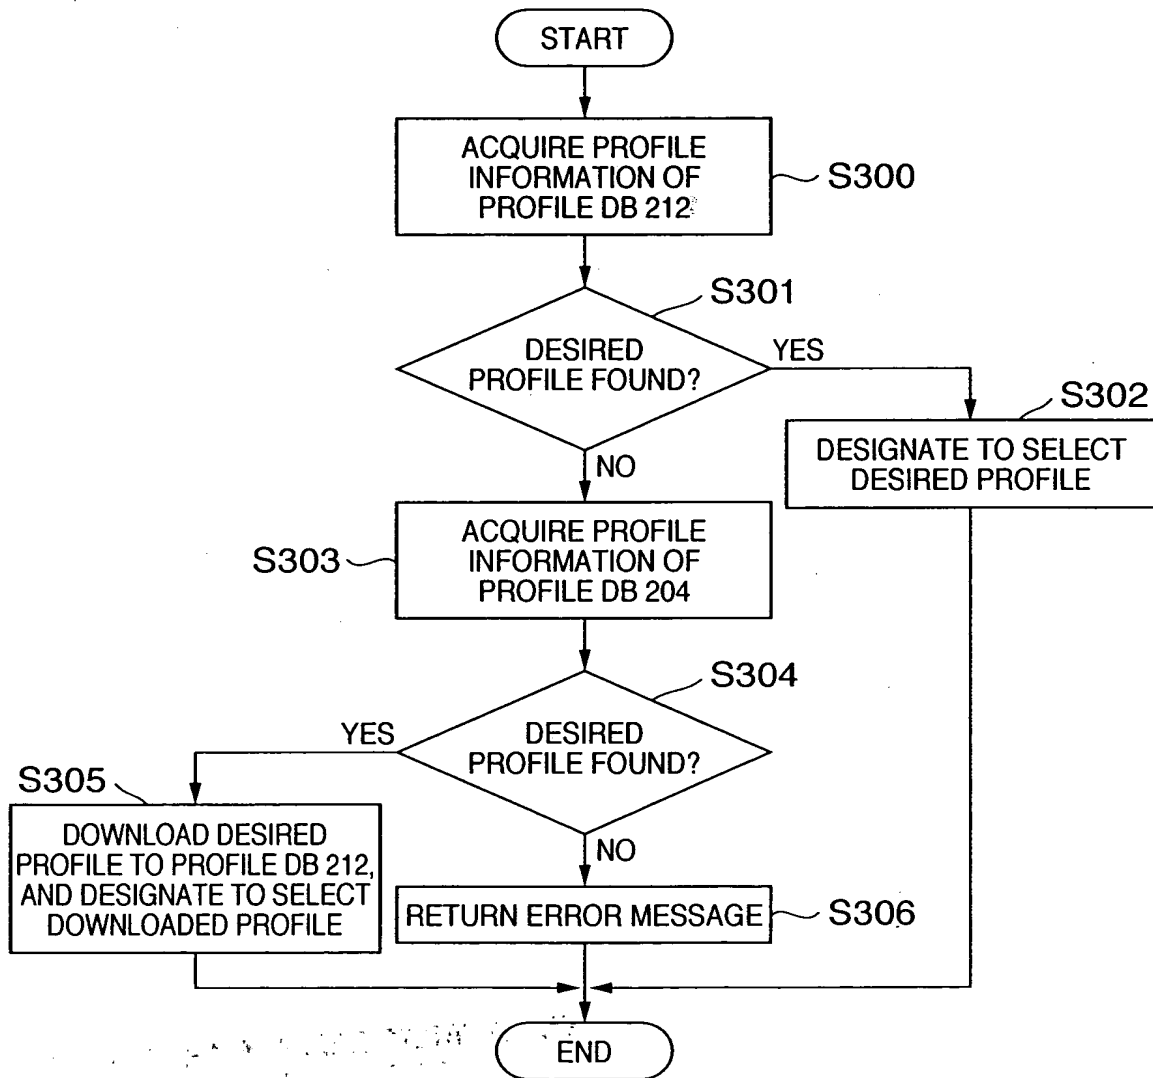 START
ACQUIRE PROFILE
INFORMATION OF
PROFILE DB 212
S300
S301
DESIRED
PROFILE FOUND?
YES
S302
DESIGNATE TO SELECT
DESIRED PROFILE
NO
S303
ACQUIRE PROFILE
INFORMATION OF
PROFILE DB 204
S304
YES
DESIRED
PROFILE FOUND?
S305
DOWNLOAD DESIRED
PROFILE TO PROFILE DB 212,
AND DESIGNATE TO SELECT
DOWNLOADED PROFILE
NO
RETURN ERROR MESSAGE
S306
END